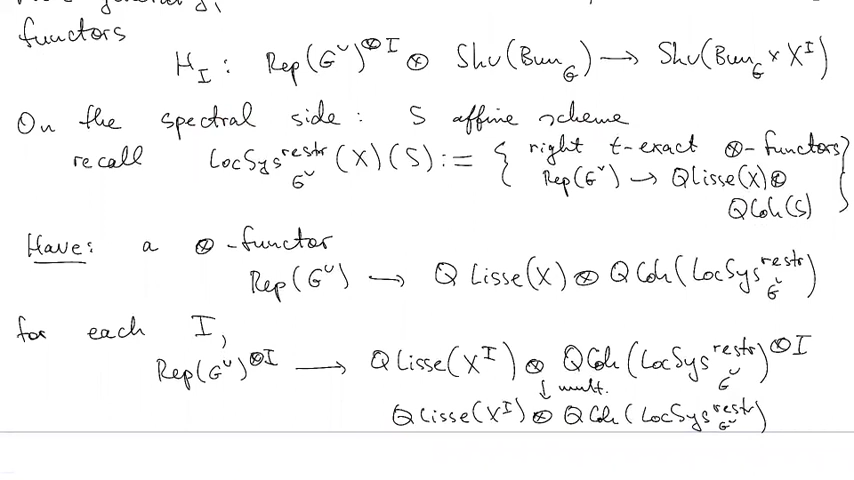 functors
H_I : Rep(G^∨)^{⊗I} ⊗ Shv(Bun_G) → Shv(Bun_G × X^I)
On the spectral side : S affine scheme
recall LocSys^{restr}_{G^∨}(X)(S) := { right t-exact ⊗-functors
Rep(G^∨) → QLisse(X) ⊗
QCoh(S) }
Have: a ⊗-functor
Rep(G^∨) → QLisse(X) ⊗ QCoh(LocSys^{restr}_{G^∨})
for each I,
Rep(G^∨)^{⊗I} → QLisse(X^I) ⊗ QCoh(LocSys^{restr}_{G^∨})^{⊗I}
↓ mult.
QLisse(X^I) ⊗ QCoh(LocSys^{restr}_{G^∨})